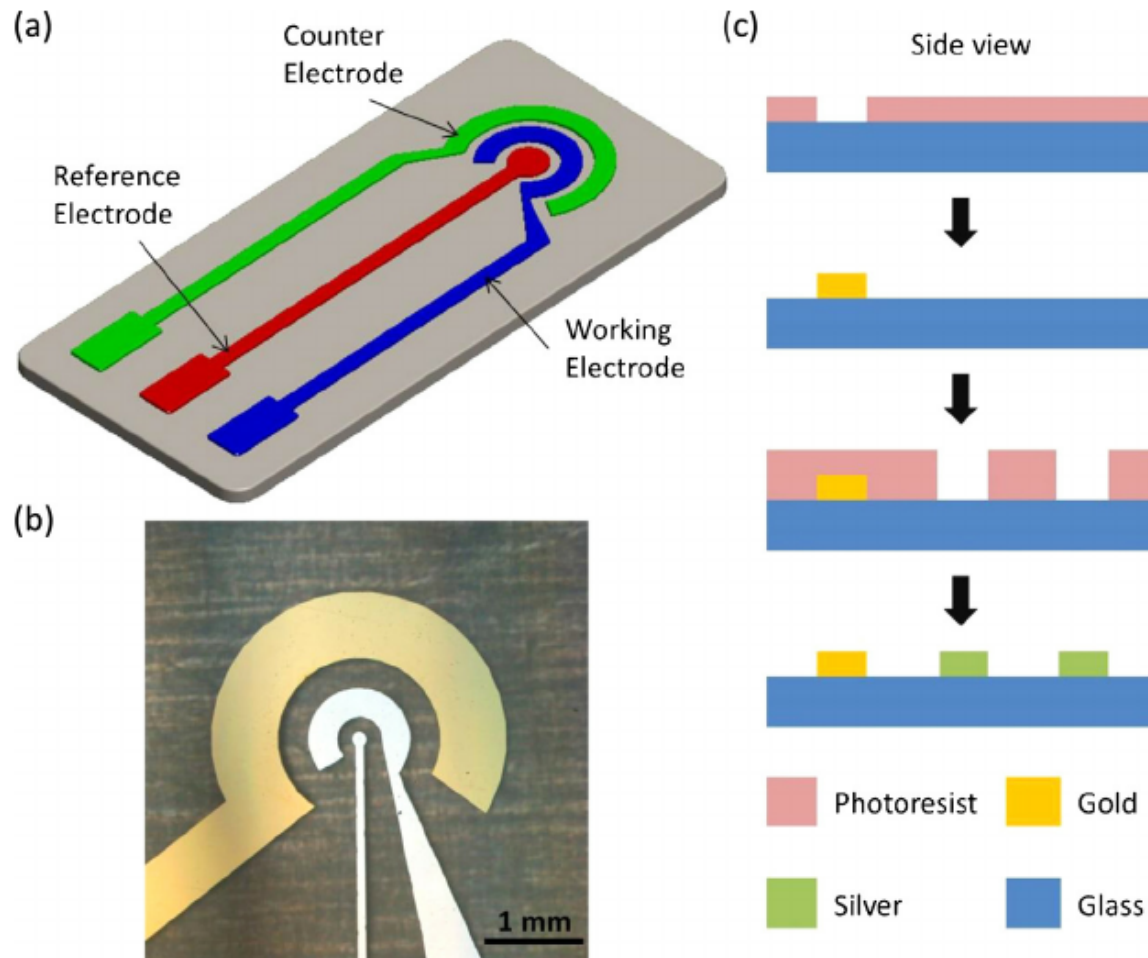 (a)
Counter
Electrode
Reference
Electrode
Working
Electrode
(b)
1 mm
(c)
Side view
Photoresist
Gold
Silver
Glass